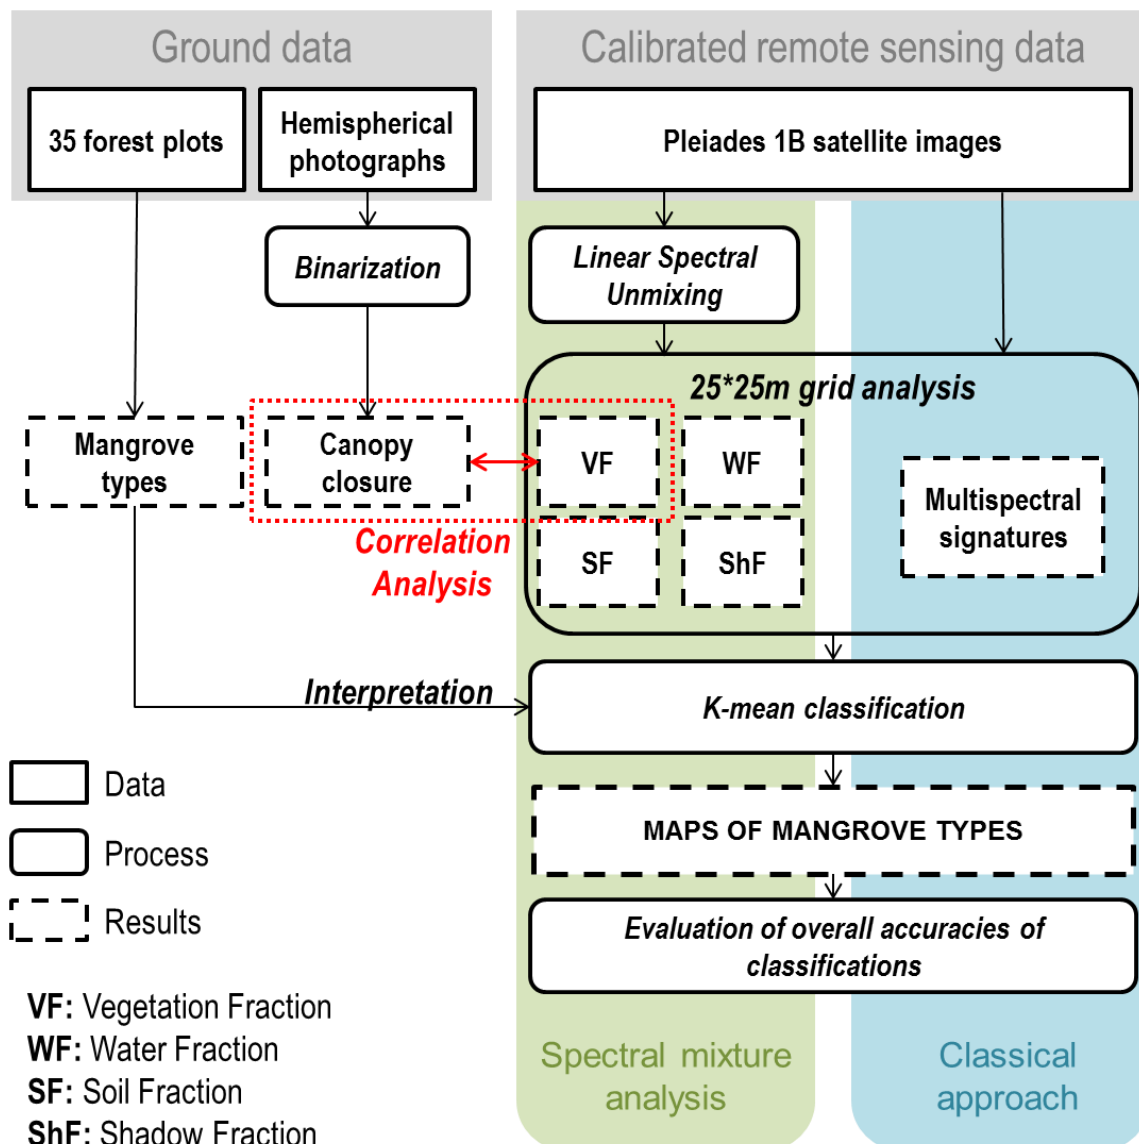 Ground data
Calibrated remote sensing data
35 forest plots
Hemispherical
photographs
Pleiades 1B satellite images
Binarization
Linear Spectral
Unmixing
25*25m grid analysis
Mangrove
types
Canopy
closure
VF
WF
Multispectral
signatures
Correlation
Analysis
SF
ShF
Interpretation
K-mean classification
MAPS OF MANGROVE TYPES
Evaluation of overall accuracies of
classifications
Data
Process
Results
VF: Vegetation Fraction
WF: Water Fraction
SF: Soil Fraction
ShF: Shadow Fraction
Spectral mixture
analysis
Classical
approach